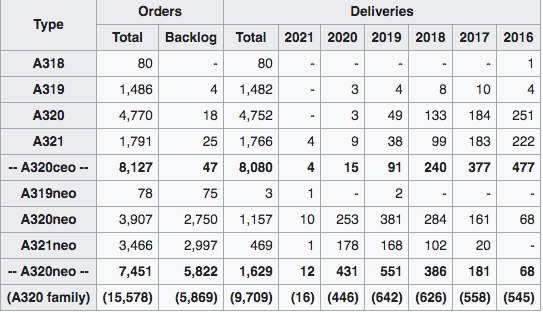 Type Orders Deliveries
Total Backlog Total 2021 2020 2019 2018 2017 2016
A318 80 - 80 - - - - - 1
A319 1,486 4 1,482 - 3 4 8 10 4
A320 4,770 18 4,752 - 3 49 133 184 251
A321 1,791 25 1,766 4 9 38 99 183 222
-- A320ceo -- 8,127 47 8,080 4 15 91 240 377 477
A319neo 78 75 3 1 - 2 - - -
A320neo 3,907 2,750 1,157 10 253 381 284 161 68
A321neo 3,466 2,997 469 1 178 168 102 20 -
-- A320neo -- 7,451 5,822 1,629 12 431 551 386 181 68
(A320 family) (15,578) (5,869) (9,709) (16) (446) (642) (626) (558) (545)